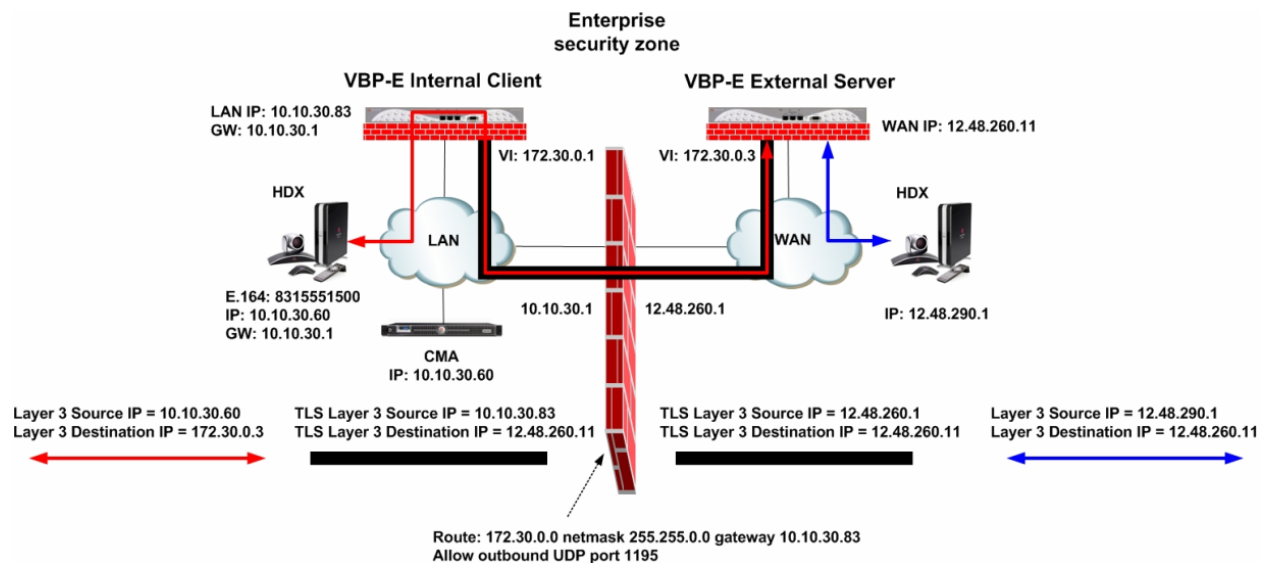 Enterprise
security zone
VBP-E Internal Client
VBP-E External Server
LAN IP: 10.10.30.83
GW: 10.10.30.1
WAN IP: 12.48.260.11
VI: 172.30.0.1
VI: 172.30.0.3
HDX
HDX
LAN
WAN
E.164: 8315551500
IP: 10.10.30.60
GW: 10.10.30.1
10.10.30.1
12.48.260.1
IP: 12.48.290.1
CMA
IP: 10.10.30.60
Layer 3 Source IP = 10.10.30.60
Layer 3 Destination IP = 172.30.0.3
TLS Layer 3 Source IP = 10.10.30.83
TLS Layer 3 Destination IP = 12.48.260.11
TLS Layer 3 Source IP = 12.48.260.1
TLS Layer 3 Destination IP = 12.48.260.11
Layer 3 Source IP = 12.48.290.1
Layer 3 Destination IP = 12.48.260.11
Route: 172.30.0.0 netmask 255.255.0.0 gateway 10.10.30.83
Allow outbound UDP port 1195